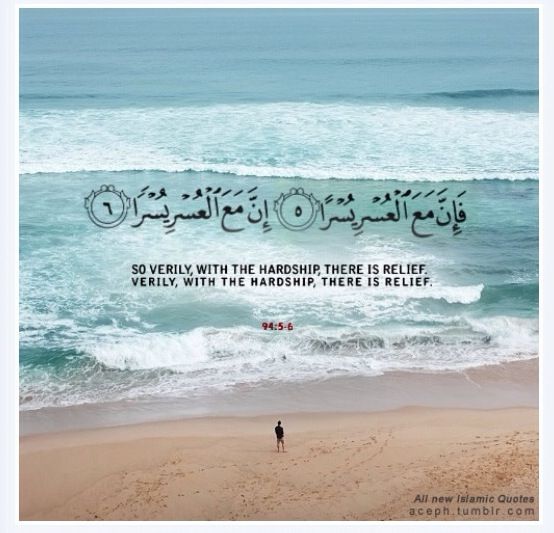 فَإِنَّ مَعَ ٱلْعُسْرِ يُسْرًا ٥ إِنَّ مَعَ ٱلْعُسْرِ يُسْرًا ٦
SO VERILY, WITH THE HARDSHIP, THERE IS RELIEF.
VERILY, WITH THE HARDSHIP, THERE IS RELIEF.
94:5-6
All new Islamic Quotes
aceph.tumblr.com